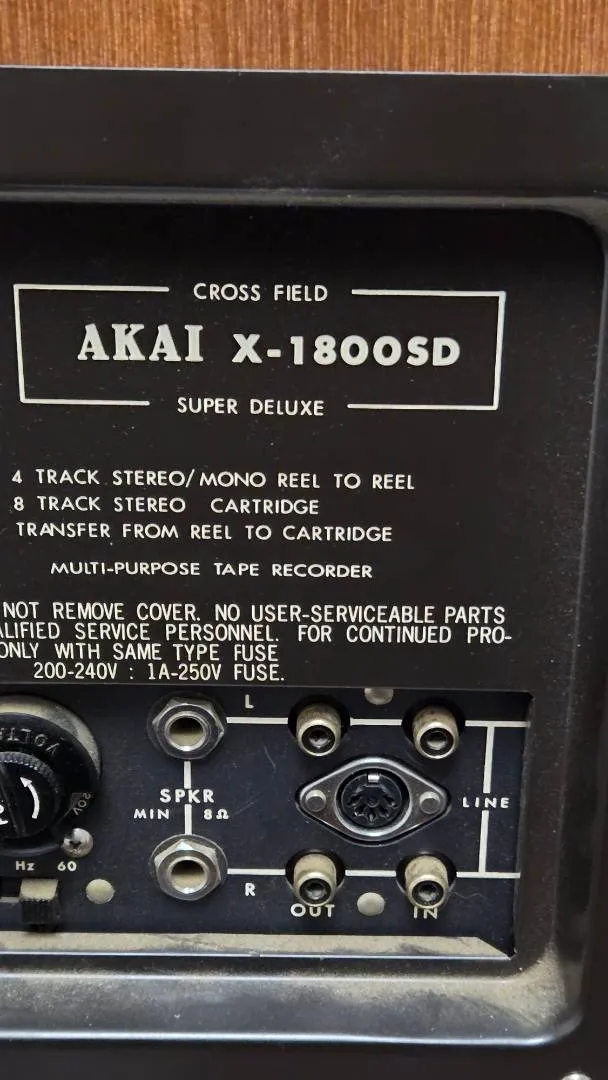 CROSS FIELD
AKAI X-1800SD
SUPER DELUXE
4 TRACK STEREO/MONO REEL TO REEL
8 TRACK STEREO CARTRIDGE
TRANSFER FROM REEL TO CARTRIDGE
MULTI-PURPOSE TAPE RECORDER
NOT REMOVE COVER. NO USER-SERVICEABLE PARTS
ALIFIED SERVICE PERSONNEL. FOR CONTINUED PRO-
ONLY WITH SAME TYPE FUSE
200-240V : 1A-250V FUSE.
L
SPKR
MIN 8Ω
LINE
Hz 60
R
OUT IN